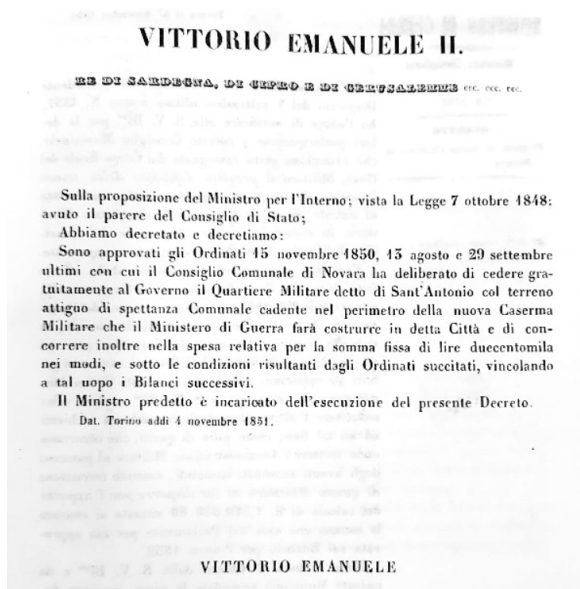 VITTORIO EMANUELE II.
RE DI SARDEGNA, DI CIPRO E DI GERUSALEMME ecc. ecc. ecc.
Sulla proposizione del Ministro per l'Interno; vista la Legge 7 ottobre 1848;
avuto il parere del Consiglio di Stato;
Abbiamo decretato e decretiamo:
Sono approvati gli Ordinati 15 novembre 1850, 13 agosto e 29 settembre
ultimi con cui il Consiglio Comunale di Novara ha deliberato di cedere gra-
tuitamente al Governo il Quartiere Militare detto di Sant'Antonio col terreno
attiguo di spettanza Comunale cadente nel perimetro della nuova Caserma
Militare che il Ministero di Guerra farà costrurre in detta Città e di con-
correre inoltre nella spesa relativa per la somma fissa di lire duecentomila
nei modi, e sotto le condizioni risultanti dagli Ordinati succitati, vincolando
a tal uopo i Bilanci successivi.
Il Ministro predetto è incaricato dell'esecuzione del presente Decreto.
Dat. Torino addì 4 novembre 1851.
VITTORIO EMANUELE